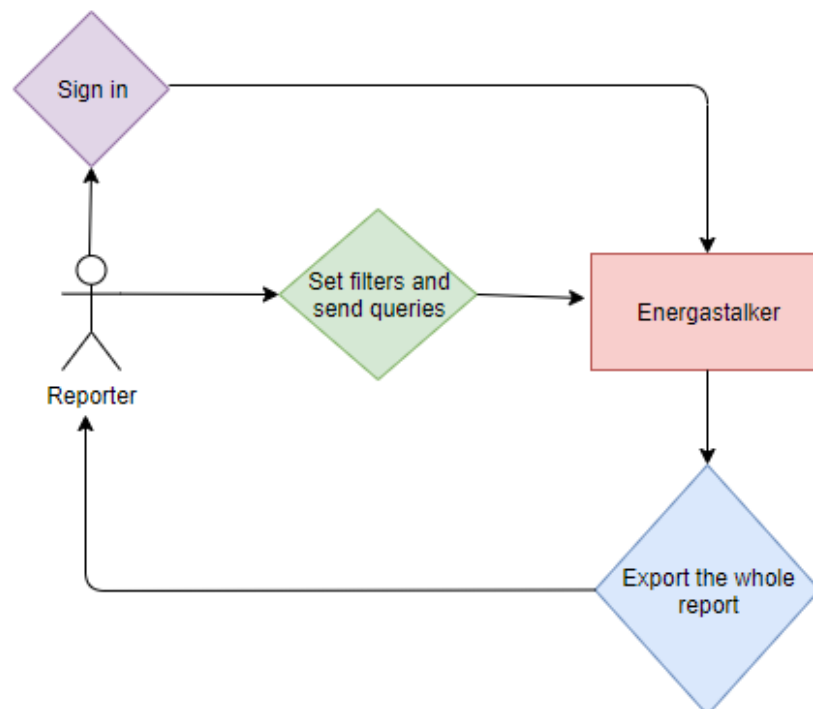 Sign in
Set filters and
send queries
Energastalker
Reporter
Export the whole
report